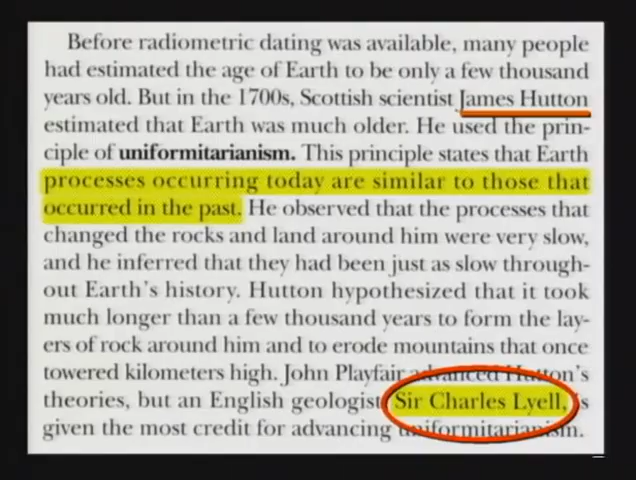 Before radiometric dating was available, many people
had estimated the age of Earth to be only a few thousand
years old. But in the 1700s, Scottish scientist James Hutton
estimated that Earth was much older. He used the prin-
ciple of uniformitarianism. This principle states that Earth
processes occurring today are similar to those that
occurred in the past. He observed that the processes that
changed the rocks and land around him were very slow,
and he inferred that they had been just as slow through-
out Earth's history. Hutton hypothesized that it took
much longer than a few thousand years to form the lay-
ers of rock around him and to erode mountains that once
towered kilometers high. John Playfair advanced Hutton's
theories, but an English geologist Sir Charles Lyell, is
given the most credit for advancing uniformitarianism.